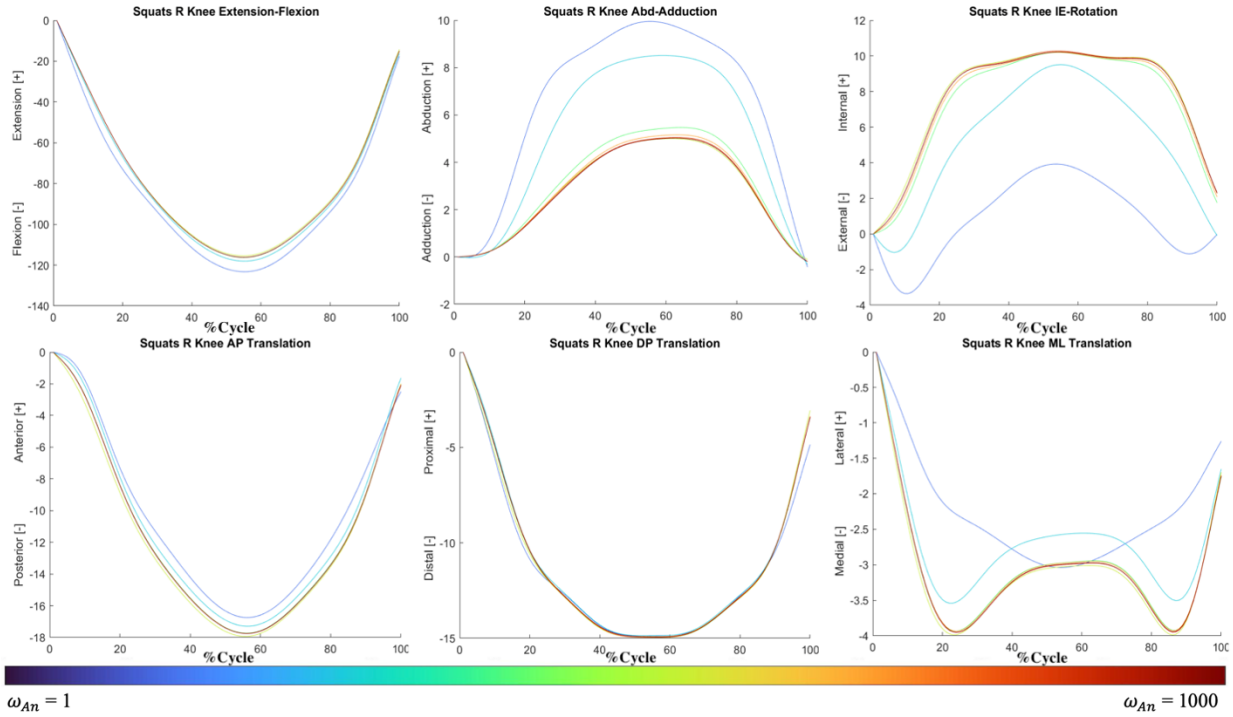 Squats R Knee Extension-Flexion
Extension [+]
Flexion [-]
0
-20
-40
-60
-80
-100
-120
-140
0 20 40 60 80 100
%Cycle
Squats R Knee Abd-Adduction
Abduction [+]
Adduction [-]
10
8
6
4
2
0
-2
0 20 40 60 80 100
%Cycle
Squats R Knee IE-Rotation
Internal [+]
External [-]
12
10
8
6
4
2
0
-2
-4
0 20 40 60 80 100
%Cycle
Squats R Knee AP Translation
Anterior [+]
Posterior [-]
0
-2
-4
-6
-8
-10
-12
-14
-16
-18
0 20 40 60 80 100
%Cycle
Squats R Knee DP Translation
Proximal [+]
Distal [-]
0
-5
-10
-15
0 20 40 60 80 100
%Cycle
Squats R Knee ML Translation
Lateral [+]
Medial [-]
0
-0.5
-1
-1.5
-2
-2.5
-3
-3.5
-4
0 20 40 60 80 100
%Cycle
ω_An = 1
ω_An = 1000